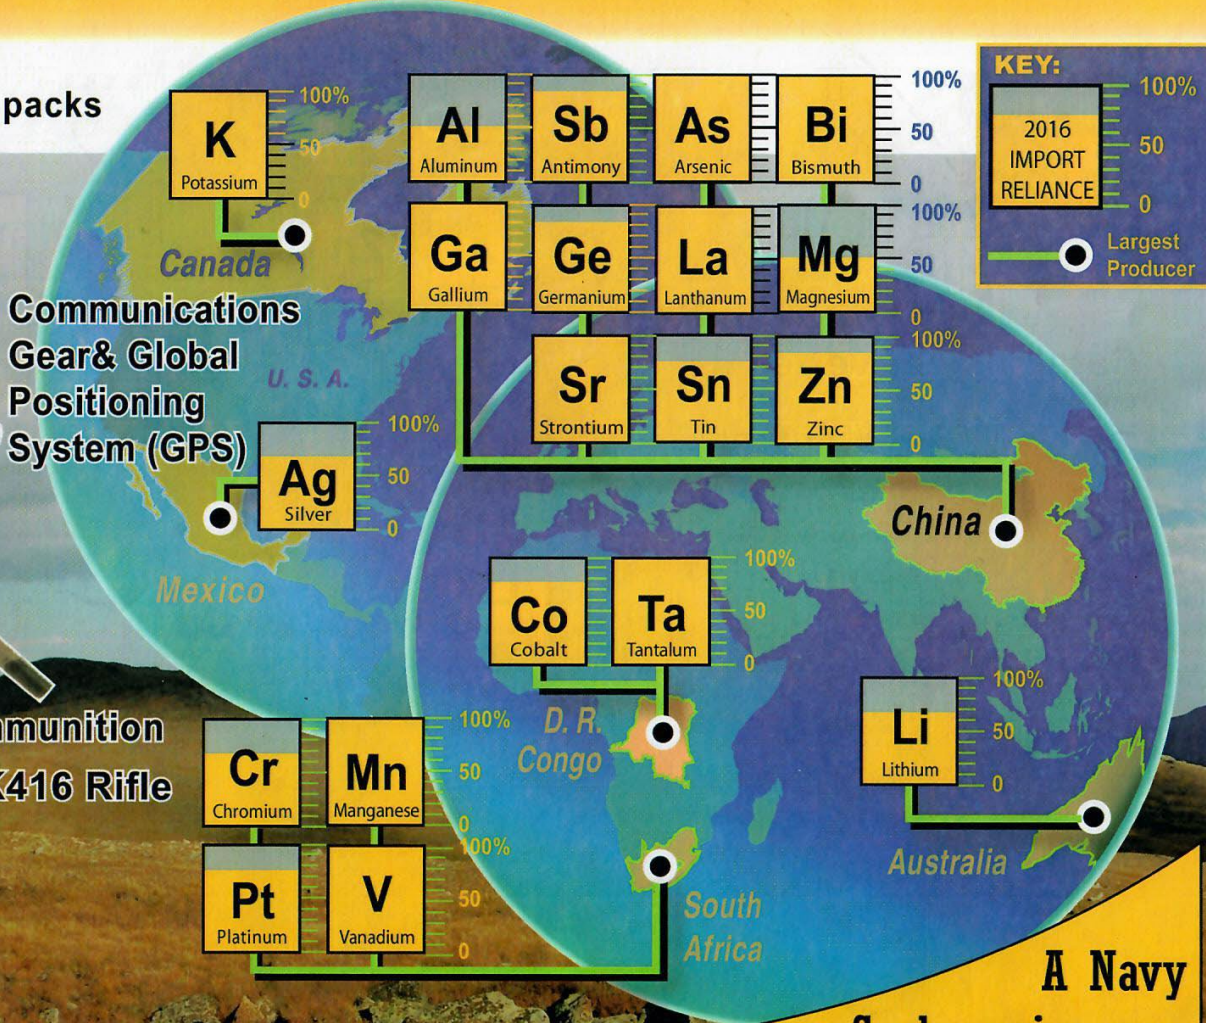 packs
K
Potassium
100%
50
0
Canada
Al
Aluminum
Sb
Antimony
As
Arsenic
Bi
Bismuth
100%
50
0
Ga
Gallium
Ge
Germanium
La
Lanthanum
Mg
Magnesium
100%
50
0
Sr
Strontium
Sn
Tin
Zn
Zinc
100%
50
0
KEY:
2016
IMPORT
RELIANCE
100%
50
0
Largest
Producer
Communications
Gear& Global
Positioning
System (GPS)
U. S. A.
Ag
Silver
100%
50
0
Mexico
China
Co
Cobalt
Ta
Tantalum
100%
50
0
D. R.
Congo
Li
Lithium
100%
50
0
Australia
munition
K416 Rifle
Cr
Chromium
Mn
Manganese
100%
50
0
Pt
Platinum
V
Vanadium
100%
50
0
South
Africa
A Navy